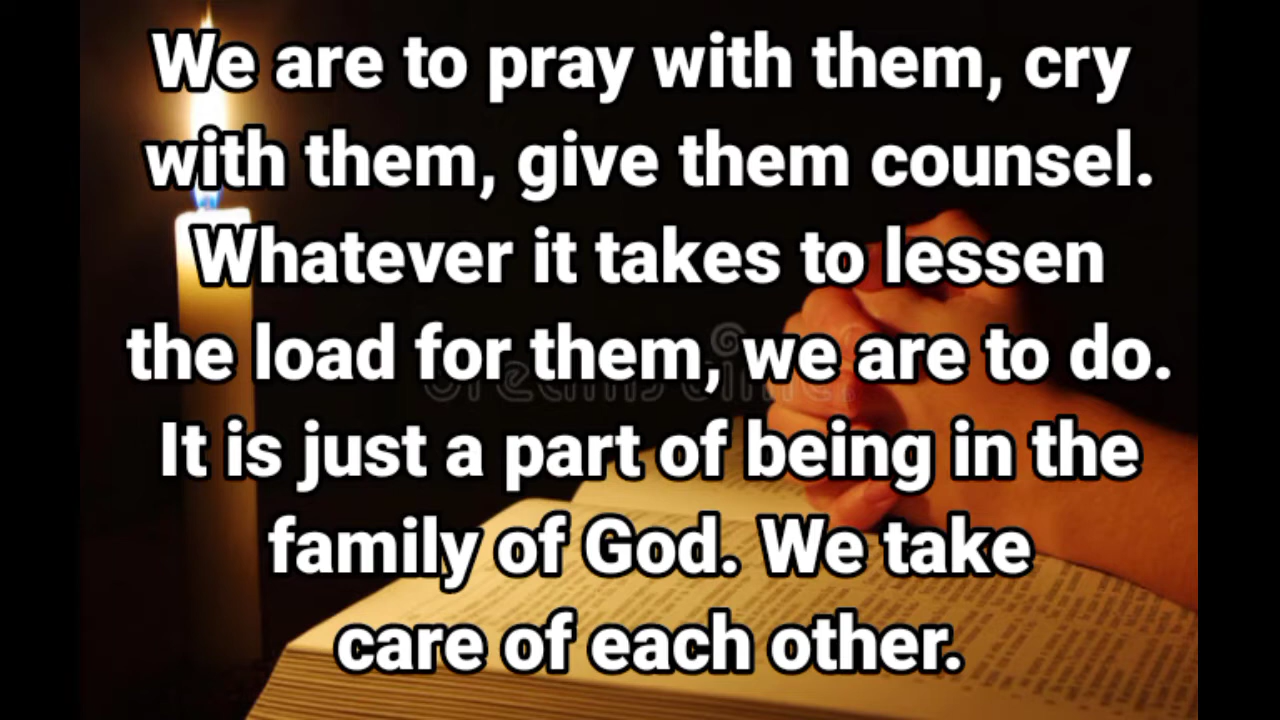 We are to pray with them, cry
with them, give them counsel.
Whatever it takes to lessen
the load for them, we are to do.
It is just a part of being in the
family of God. We take
care of each other.